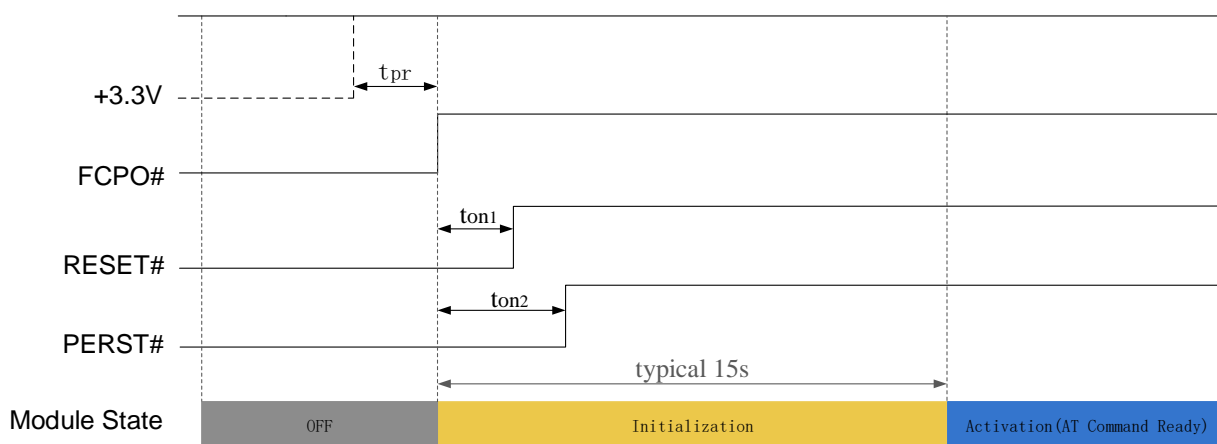 tpr
+3.3V
FCPO#
ton1
RESET#
ton2
PERST#
typical 15s
Module State
OFF
Initialization
Activation(AT Command Ready)